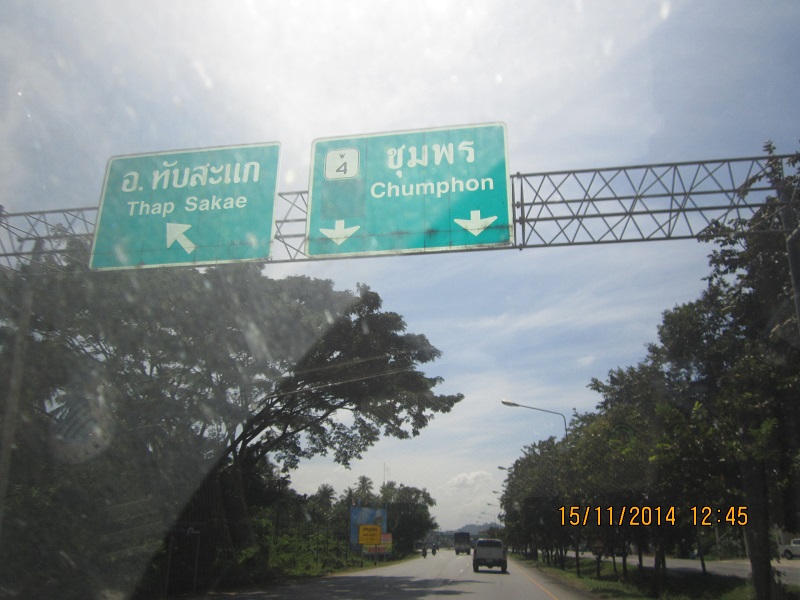 อ. ทับสะแก
Thap Sakae
4
ชุมพร
Chumphon
15/11/2014 12:45